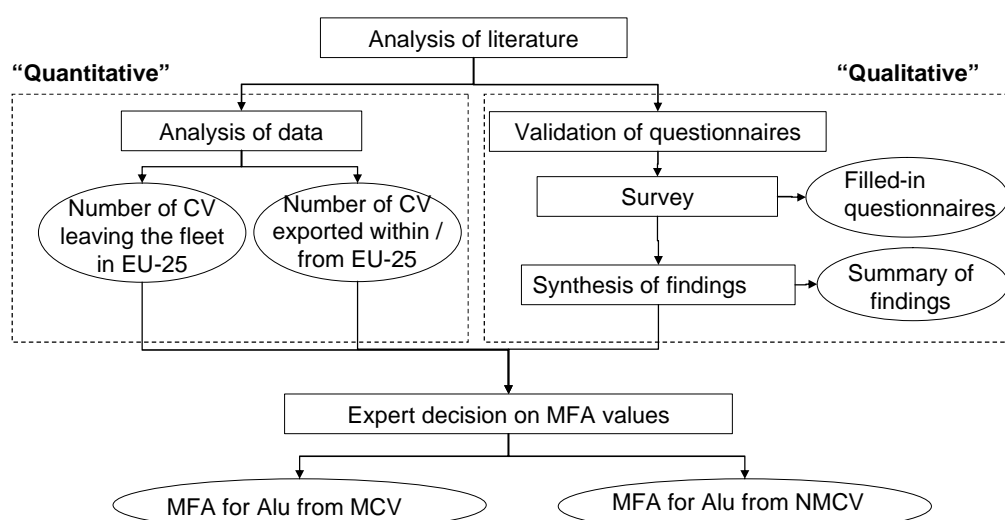 Analysis of literature
“Quantitative”
“Qualitative”
Analysis of data
Number of CV
leaving the fleet
in EU-25
Number of CV
exported within /
from EU-25
Validation of questionnaires
Survey
Filled-in
questionnaires
Synthesis of findings
Summary of
findings
Expert decision on MFA values
MFA for Alu from MCV
MFA for Alu from NMCV